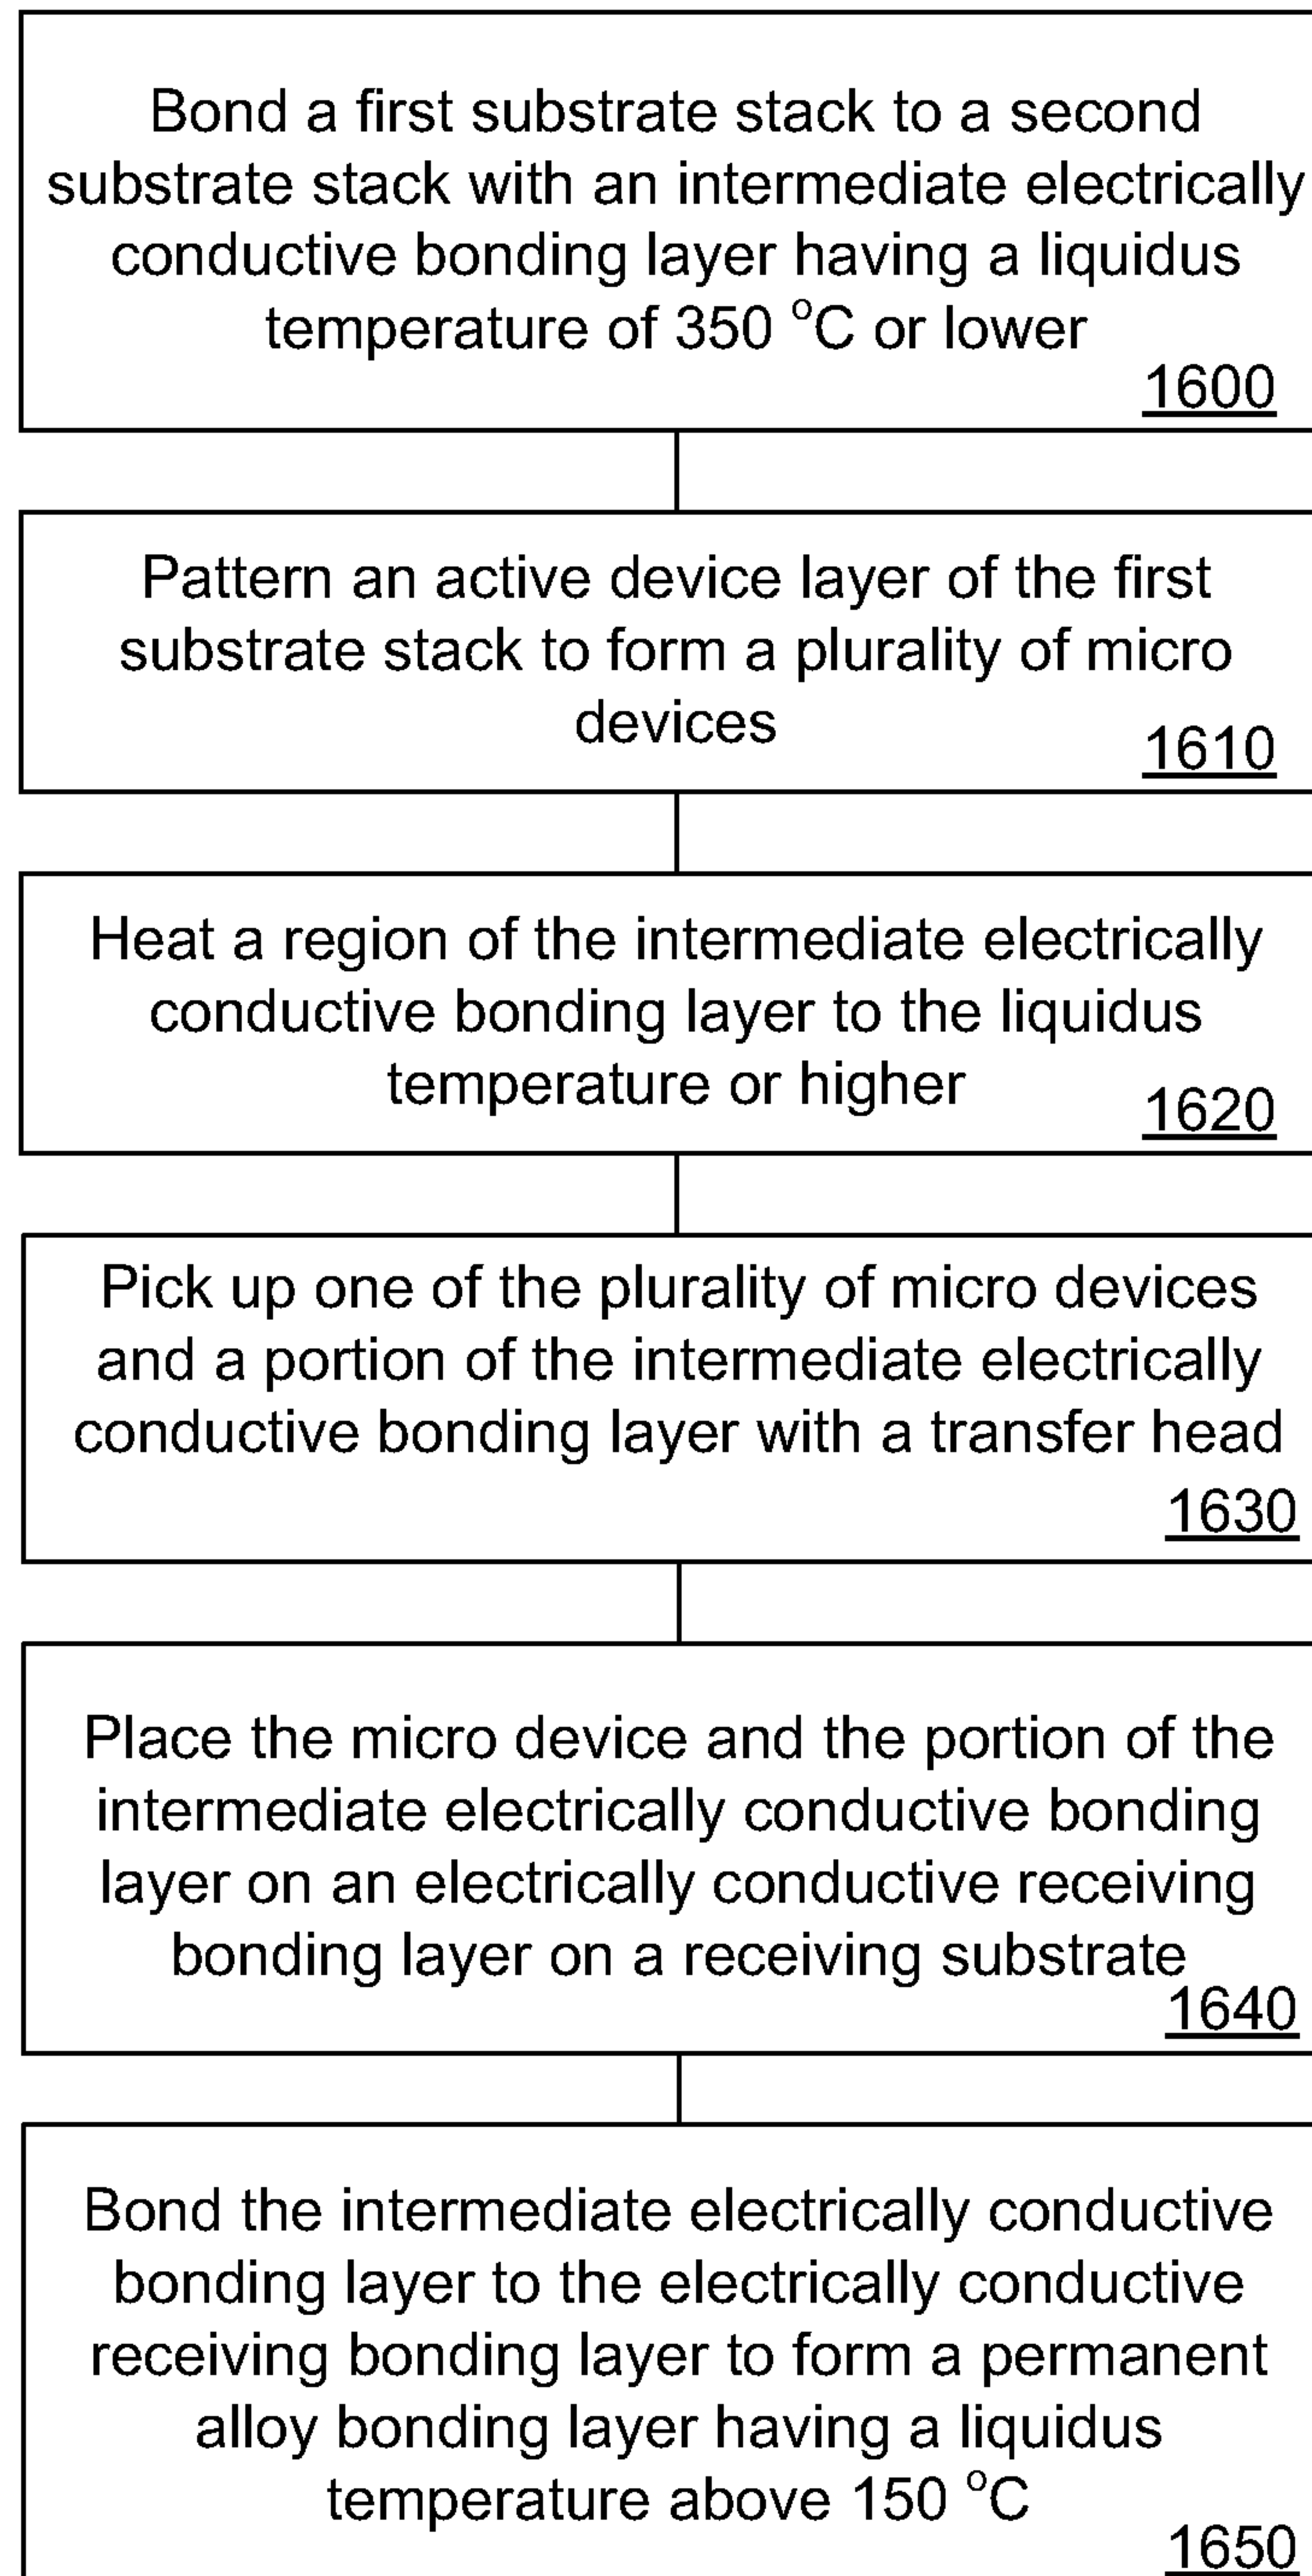 Bond a first substrate stack to a second
substrate stack with an intermediate electrically
conductive bonding layer having a liquidus
temperature of 350 °C or lower
1600
Pattern an active device layer of the first
substrate stack to form a plurality of micro
devices
1610
Heat a region of the intermediate electrically
conductive bonding layer to the liquidus
temperature or higher
1620
Pick up one of the plurality of micro devices
and a portion of the intermediate electrically
conductive bonding layer with a transfer head
1630
Place the micro device and the portion of the
intermediate electrically conductive bonding
layer on an electrically conductive receiving
bonding layer on a receiving substrate
1640
Bond the intermediate electrically conductive
bonding layer to the electrically conductive
receiving bonding layer to form a permanent
alloy bonding layer having a liquidus
temperature above 150 °C
1650